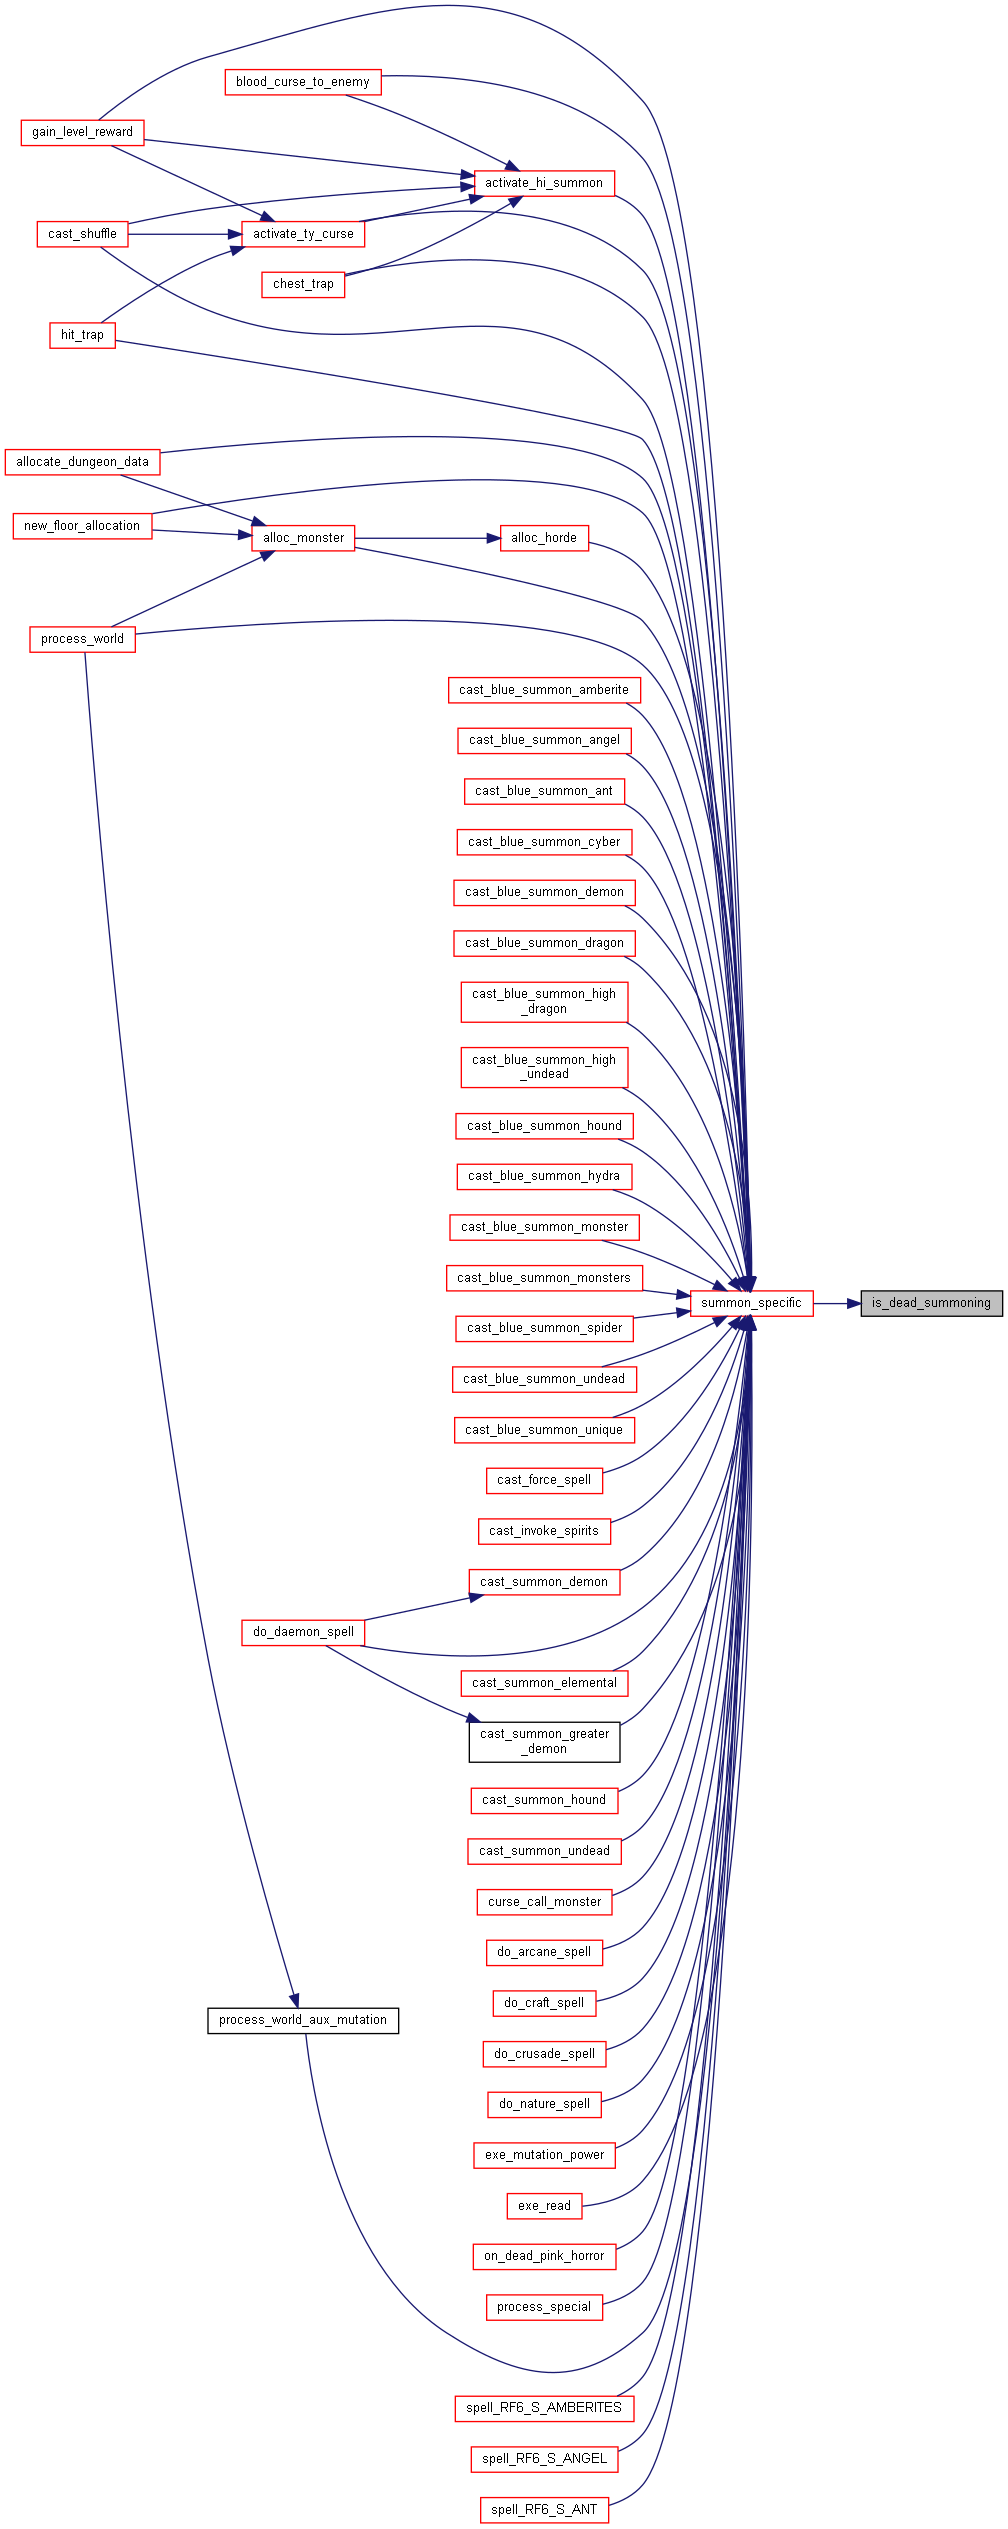 blood_curse_to_enemy
gain_level_reward
activate_hi_summon
cast_shuffle
activate_ty_curse
chest_trap
hit_trap
allocate_dungeon_data
new_floor_allocation
alloc_monster
alloc_horde
process_world
cast_blue_summon_amberite
cast_blue_summon_angel
cast_blue_summon_ant
cast_blue_summon_cyber
cast_blue_summon_demon
cast_blue_summon_dragon
cast_blue_summon_high
_dragon
cast_blue_summon_high
_undead
cast_blue_summon_hound
cast_blue_summon_hydra
cast_blue_summon_monster
cast_blue_summon_monsters
summon_specific
is_dead_summoning
cast_blue_summon_spider
cast_blue_summon_undead
cast_blue_summon_unique
cast_force_spell
cast_invoke_spirits
cast_summon_demon
do_daemon_spell
cast_summon_elemental
cast_summon_greater
_demon
cast_summon_hound
cast_summon_undead
curse_call_monster
do_arcane_spell
do_craft_spell
process_world_aux_mutation
do_crusade_spell
do_nature_spell
exe_mutation_power
exe_read
on_dead_pink_horror
process_special
spell_RF6_S_AMBERITES
spell_RF6_S_ANGEL
spell_RF6_S_ANT